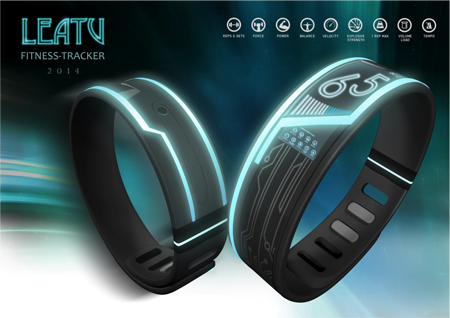 LEATV
FITNESS-TRACKER
2014
REPS & SETS FORCE POWER BALANCE VELOCITY EXPLOSIVE STRENGTH 1 REP MAX VOLUME LOAD TEMPO
65